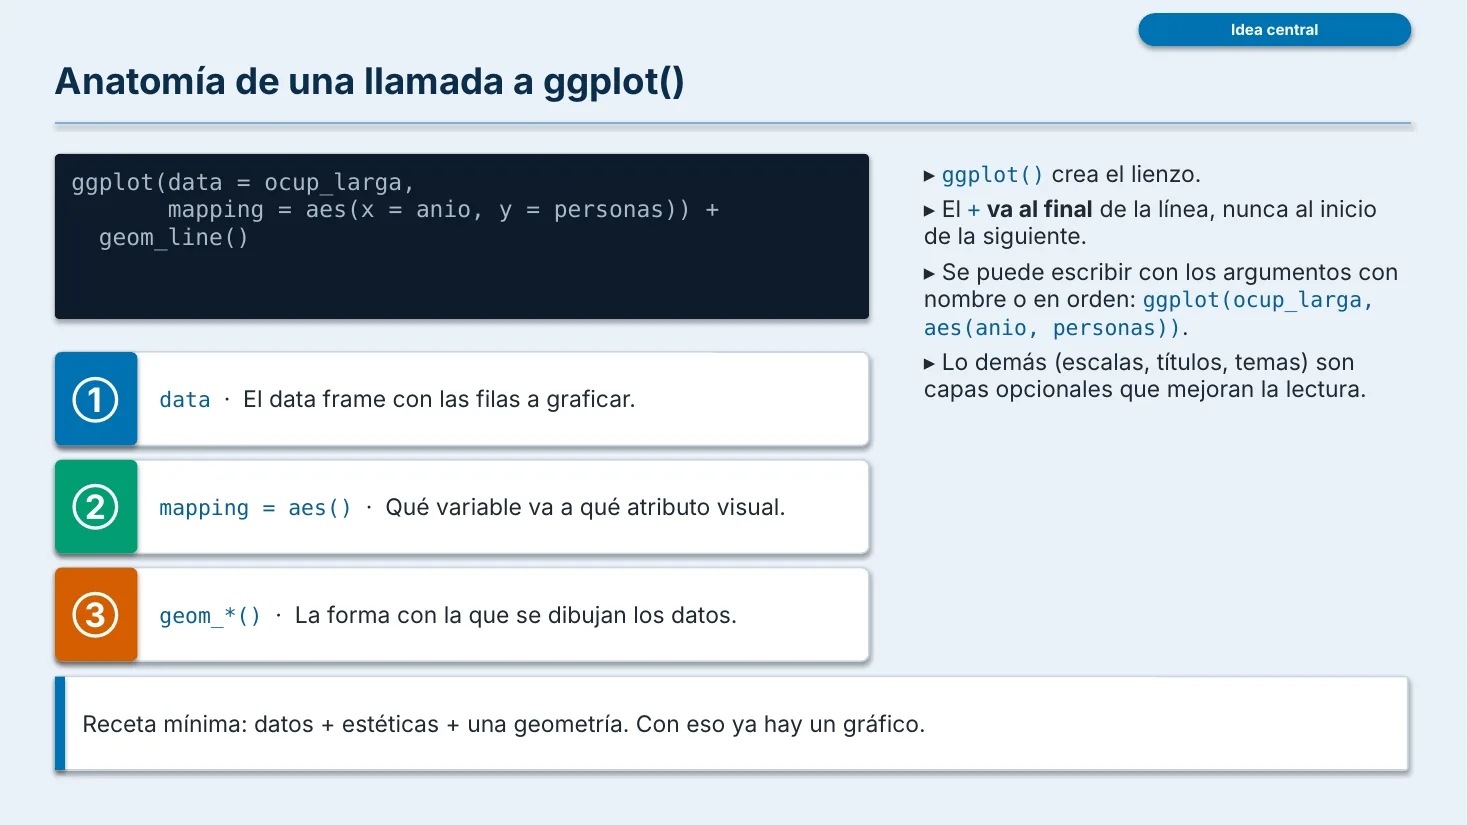 Idea central
Anatomía de una llamada a ggplot()
ggplot(data = ocup_larga,
       mapping = aes(x = anio, y = personas)) +
  geom_line()
① data · El data frame con las filas a graficar.
② mapping = aes() · Qué variable va a qué atributo visual.
③ geom_*() · La forma con la que se dibujan los datos.
▸ ggplot() crea el lienzo.
▸ El + va al final de la línea, nunca al inicio
de la siguiente.
▸ Se puede escribir con los argumentos con
nombre o en orden: ggplot(ocup_larga,
aes(anio, personas)).
▸ Lo demás (escalas, títulos, temas) son
capas opcionales que mejoran la lectura.
Receta mínima: datos + estéticas + una geometría. Con eso ya hay un gráfico.